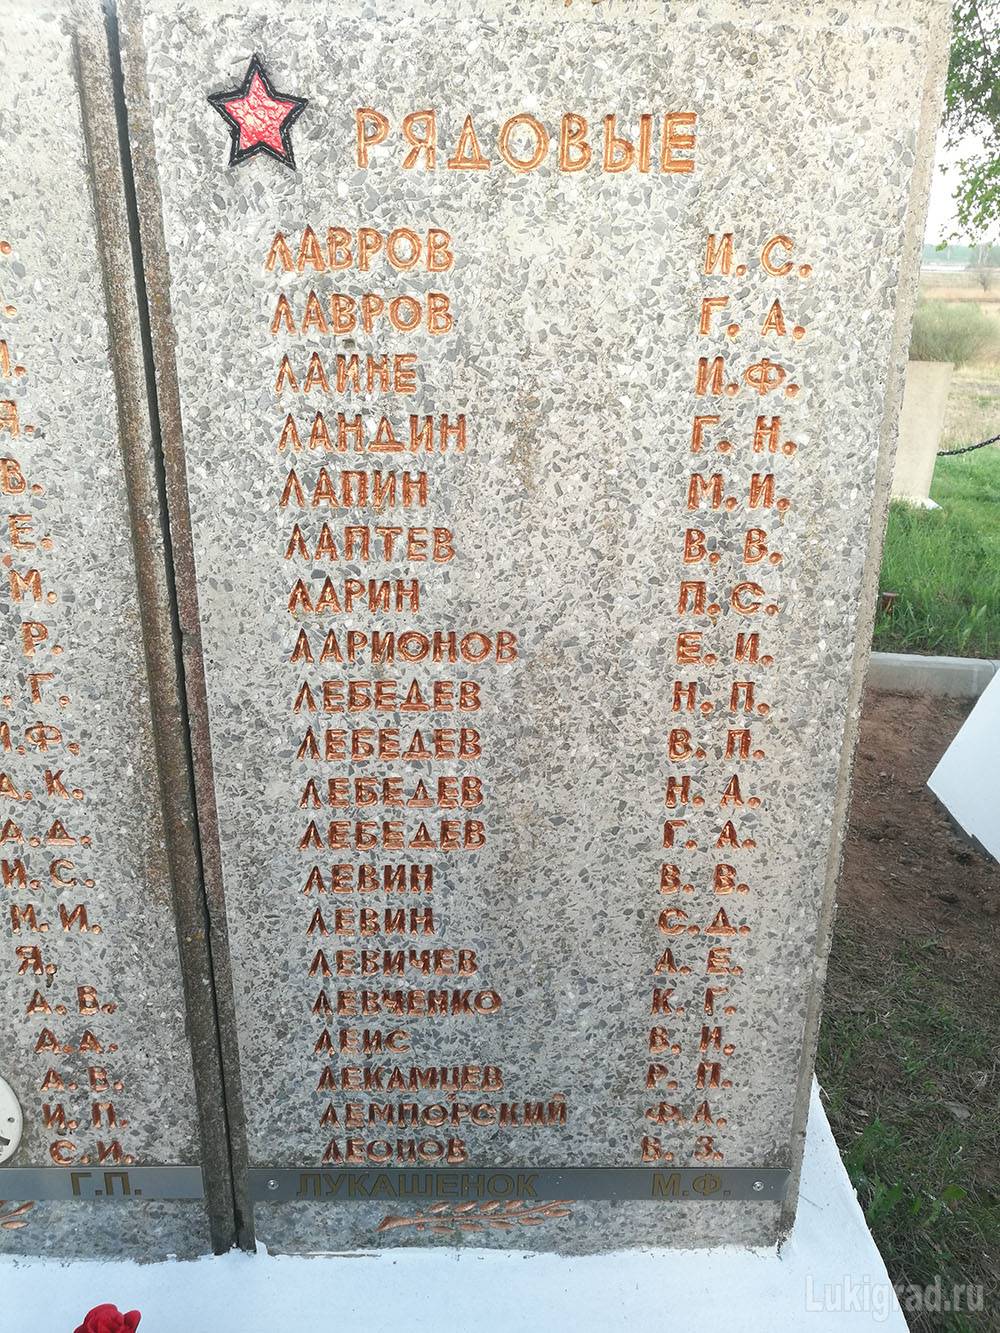 РЯДОВЫЕ
ЛАВРОВ И.С.
ЛАВРОВ Г.А.
ЛАИНЕ И.Ф.
ЛАНДИН Г.Н.
ЛАПИН М.И.
ЛАПТЕВ В.В.
ЛАРИН П.С.
ЛАРИОНОВ Е.И.
ЛЕБЕДЕВ Н.П.
ЛЕБЕДЕВ В.П.
ЛЕБЕДЕВ Н.А.
ЛЕБЕДЕВ Г.А.
ЛЕВИН В.В.
ЛЕВИН С.Д.
ЛЕВИЧЕВ А.Е.
ЛЕВЧЕНКО К.Г.
ЛЕИС В.И.
ЛЕКАМЦЕВ Р.П.
ЛЕМПОРСКИЙ Ф.А.
ЛЕОНОВ В.З.
ЛУКАШЕНОК М.Ф.
Я.
В.
Е.
М.
Р.
Г.
Ф.
А.К.
А.Д.
И.С.
М.И.
Я.
А.В.
А.А.
А.В.
И.П.
С.И.
Г.П.
Lukigrad.ru